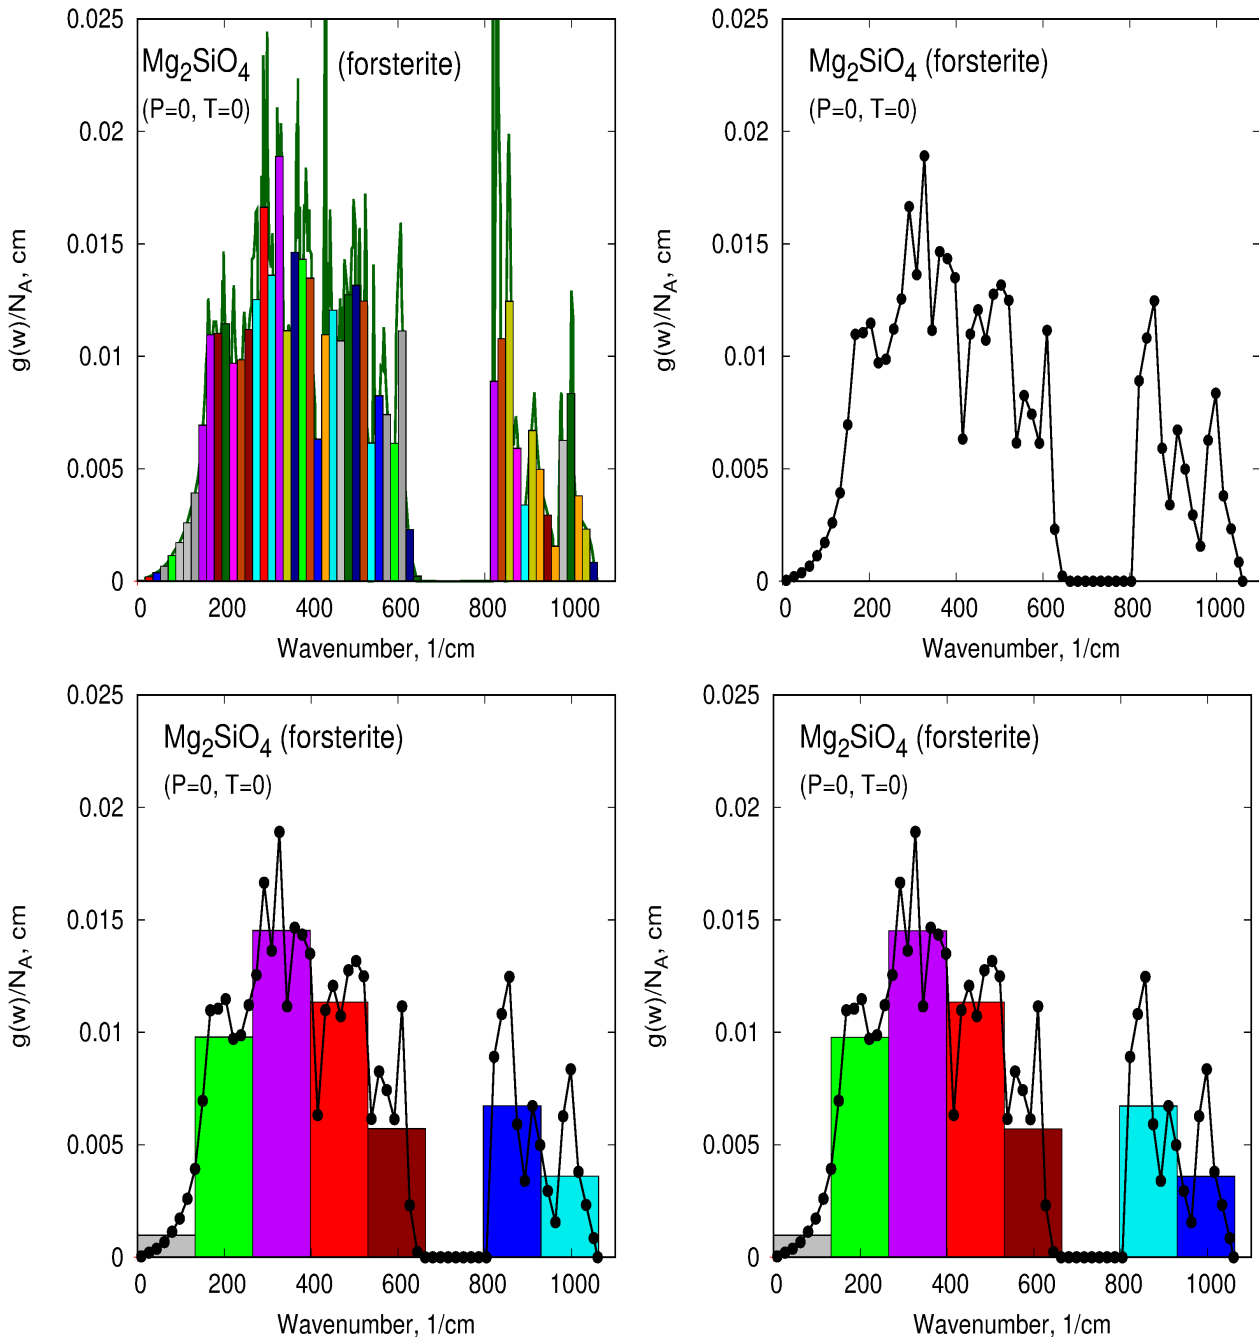 0.025
0.02
0.015
0.01
0.005
0
g(w)/N_A, cm
Mg₂SiO₄ (forsterite)
(P=0, T=0)
0 200 400 600 800 1000
Wavenumber, 1/cm
0.025
0.02
0.015
0.01
0.005
0
g(w)/N_A, cm
Mg₂SiO₄ (forsterite)
(P=0, T=0)
0 200 400 600 800 1000
Wavenumber, 1/cm
0.025
0.02
0.015
0.01
0.005
0
g(w)/N_A, cm
Mg₂SiO₄ (forsterite)
(P=0, T=0)
0 200 400 600 800 1000
Wavenumber, 1/cm
0.025
0.02
0.015
0.01
0.005
0
g(w)/N_A, cm
Mg₂SiO₄ (forsterite)
(P=0, T=0)
0 200 400 600 800 1000
Wavenumber, 1/cm